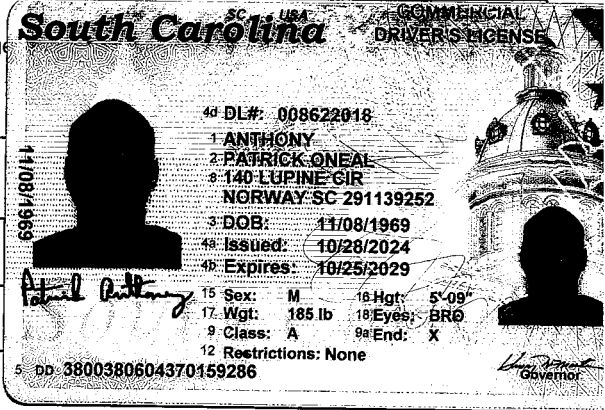 South Carolina
SC USA
COMMERCIAL
DRIVER'S LICENSE
4d DL#: 008622018
1 ANTHONY
2 PATRICK ONEAL
8 140 LUPINE CIR
NORWAY SC 291139252
3 DOB: 11/08/1969
4a Issued: 10/28/2024
4b Expires: 10/25/2029
15 Sex: M 16 Hgt: 5'-09"
17 Wgt: 185 lb 18 Eyes: BRO
9 Class: A 9a End: X
12 Restrictions: None
11/08/1969
Patrick Anthony
5 DD 3800380604370159286
Governor